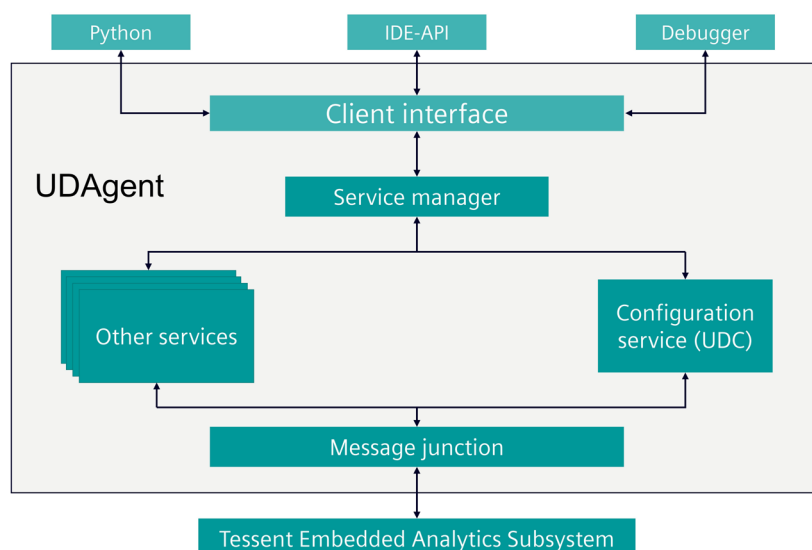 Python
IDE-API
Debugger
Client interface
UDAgent
Service manager
Other services
Configuration
service (UDC)
Message junction
Tessent Embedded Analytics Subsystem